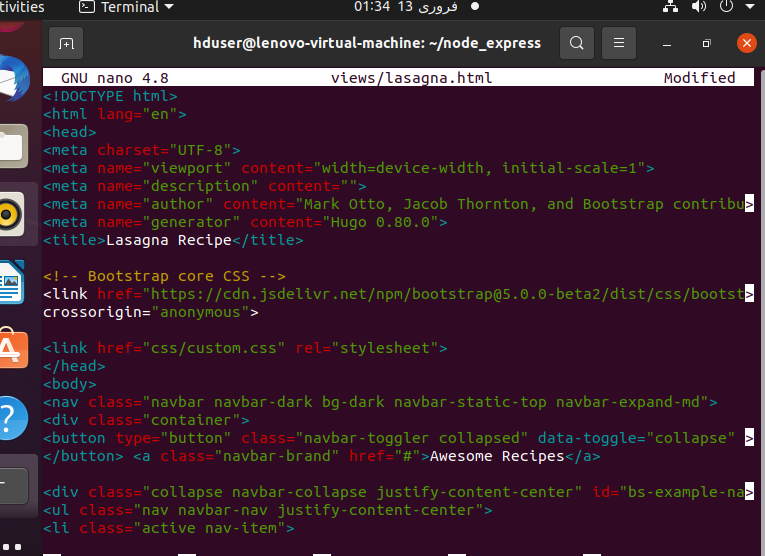 tivities Terminal 01:34 13 فروری
hduser@lenovo-virtual-machine: ~/node_express
GNU nano 4.8 views/lasagna.html Modified
<!DOCTYPE html>
<html lang="en">
<head>
<meta charset="UTF-8">
<meta name="viewport" content="width=device-width, initial-scale=1">
<meta name="description" content="">
<meta name="author" content="Mark Otto, Jacob Thornton, and Bootstrap contribu>
<meta name="generator" content="Hugo 0.80.0">
<title>Lasagna Recipe</title>
<!-- Bootstrap core CSS -->
<link href="https://cdn.jsdelivr.net/npm/bootstrap@5.0.0-beta2/dist/css/bootst>
crossorigin="anonymous">
<link href="css/custom.css" rel="stylesheet">
</head>
<body>
<nav class="navbar navbar-dark bg-dark navbar-static-top navbar-expand-md">
<div class="container">
<button type="button" class="navbar-toggler collapsed" data-toggle="collapse" >
</button> <a class="navbar-brand" href="#">Awesome Recipes</a>
<div class="collapse navbar-collapse justify-content-center" id="bs-example-na>
<ul class="nav navbar-nav justify-content-center">
<li class="active nav-item">